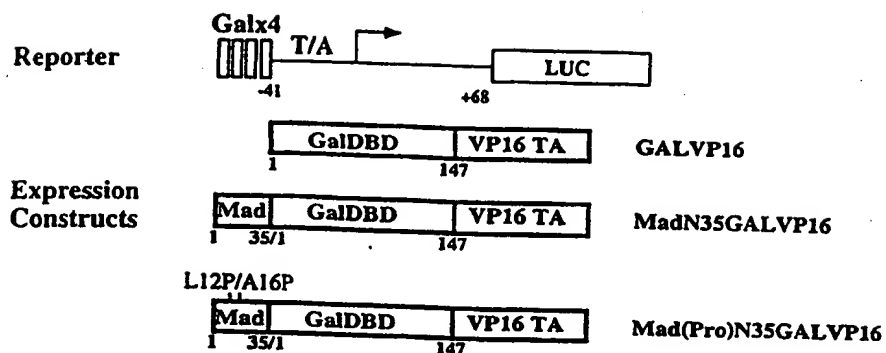 Galx4
Reporter
T/A
LUC
-41
+68
GalDBD
VP16 TA
GALVP16
1
147
Expression
Constructs
Mad
GalDBD
VP16 TA
MadN35GALVP16
1
35/1
147
L12P/A16P
Mad
GalDBD
VP16 TA
Mad(Pro)N35GALVP16
1
35/1
147